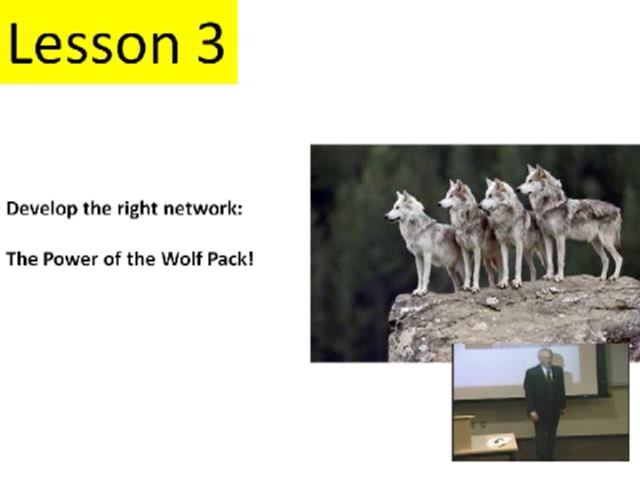 Lesson 3
Develop the right network:
The Power of the Wolf Pack!